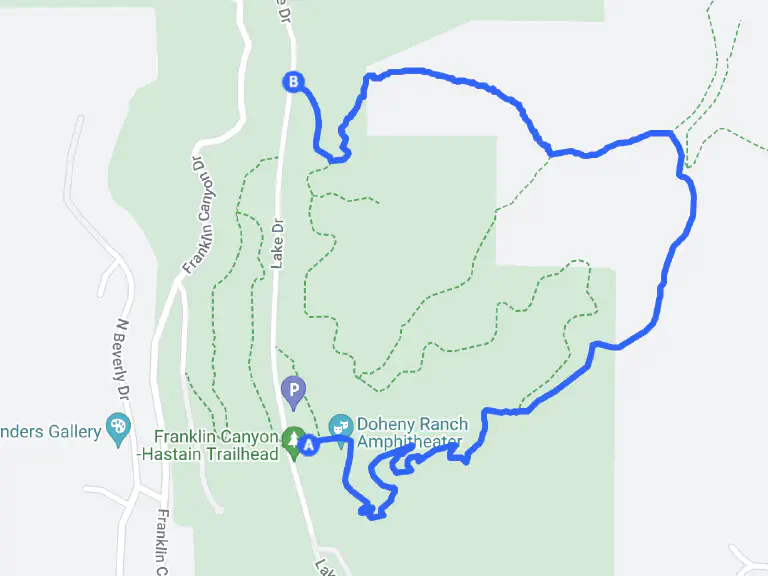 e Dr
B
Franklin Canyon Dr
Lake Dr
N Beverly Dr
P
nders Gallery
Franklin Canyon
-Hastain Trailhead
A
Doheny Ranch
Amphitheater
Franklin C
Lak